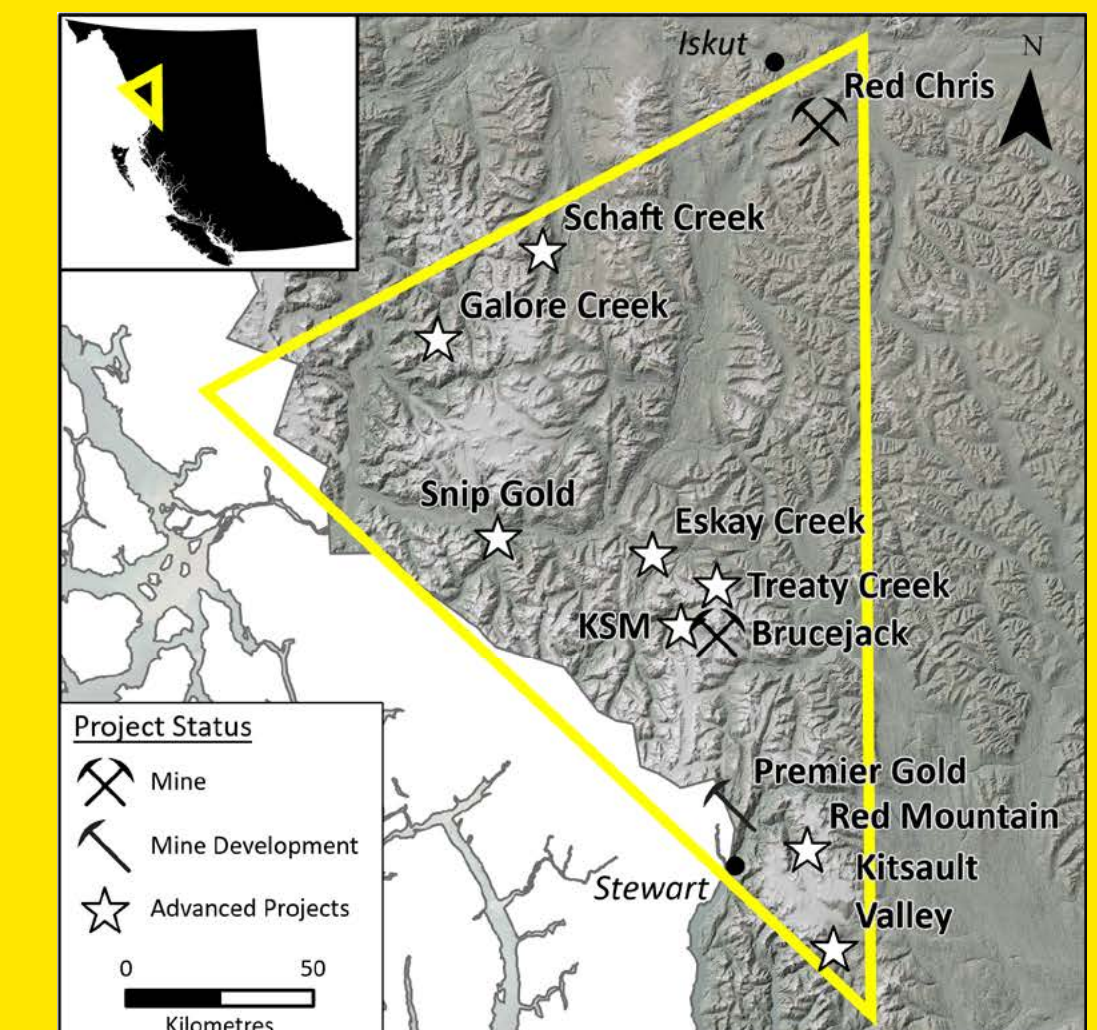 Iskut
N
Red Chris
Schaft Creek
Galore Creek
Snip Gold
Eskay Creek
Treaty Creek
KSM
Brucejack
Project Status
Mine
Mine Development
Advanced Projects
0 50
Kilometres
Premier Gold
Red Mountain
Kitsault
Valley
Stewart